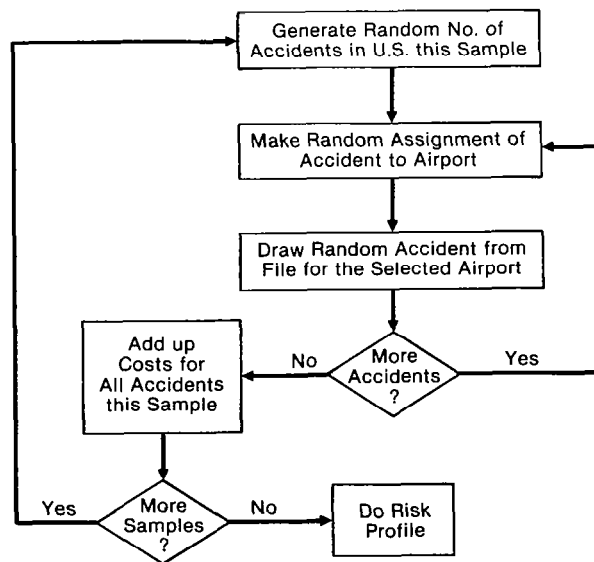 Generate Random No. of
Accidents in U.S. this Sample
Make Random Assignment of
Accident to Airport
Draw Random Accident from
File for the Selected Airport
More
Accidents
?
No
Yes
Add up
Costs for
All Accidents
this Sample
More
Samples
?
Yes
No
Do Risk
Profile